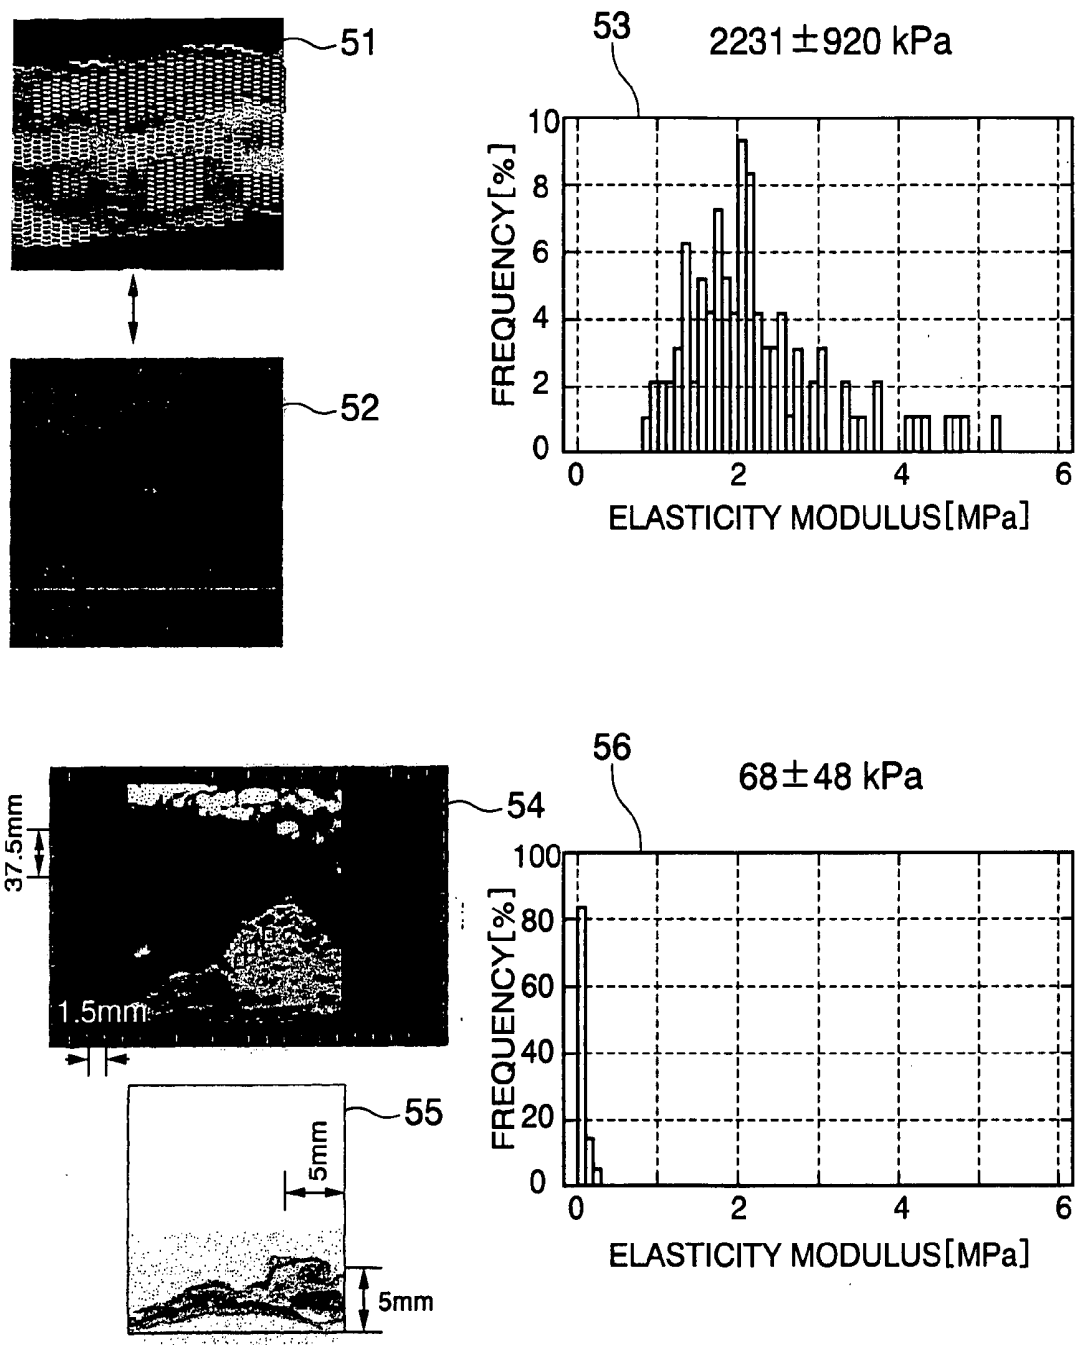 51
52
53
2231±920 kPa
FREQUENCY[%]
10
8
6
4
2
0
0 2 4 6
ELASTICITY MODULUS[MPa]
54
37.5mm
1.5mm
55
5mm
5mm
56
68±48 kPa
FREQUENCY[%]
100
80
60
40
20
0
0 2 4 6
ELASTICITY MODULUS[MPa]